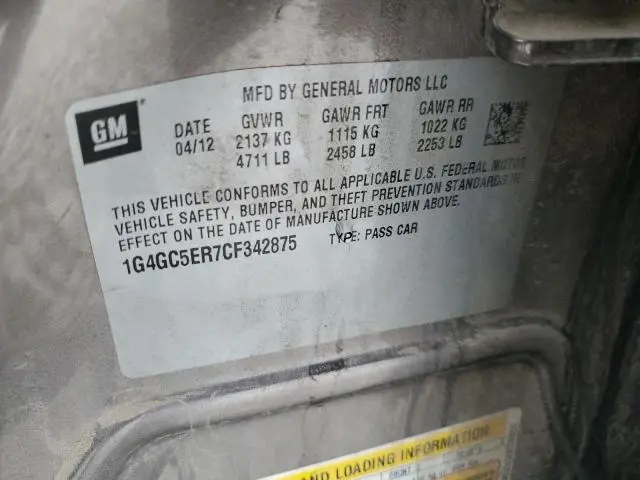 MFD BY GENERAL MOTORS LLC
GM
DATE GVWR GAWR FRT GAWR RR
04/12 2137 KG 1115 KG 1022 KG
4711 LB 2458 LB 2253 LB
THIS VEHICLE CONFORMS TO ALL APPLICABLE U.S. FEDERAL MOTOR
VEHICLE SAFETY, BUMPER, AND THEFT PREVENTION STANDARDS IN
EFFECT ON THE DATE OF MANUFACTURE SHOWN ABOVE.
1G4GC5ER7CF342875 TYPE: PASS CAR
AND LOADING INFORMATION
FRONT